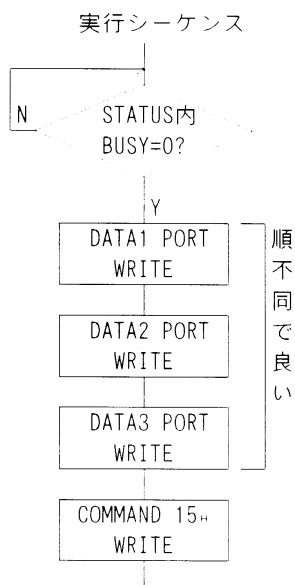 実行シーケンス
N
STATUS内
BUSY=0?
Y
DATA1 PORT
WRITE
DATA2 PORT
WRITE
DATA3 PORT
WRITE
順不同で良い
COMMAND 15H
WRITE